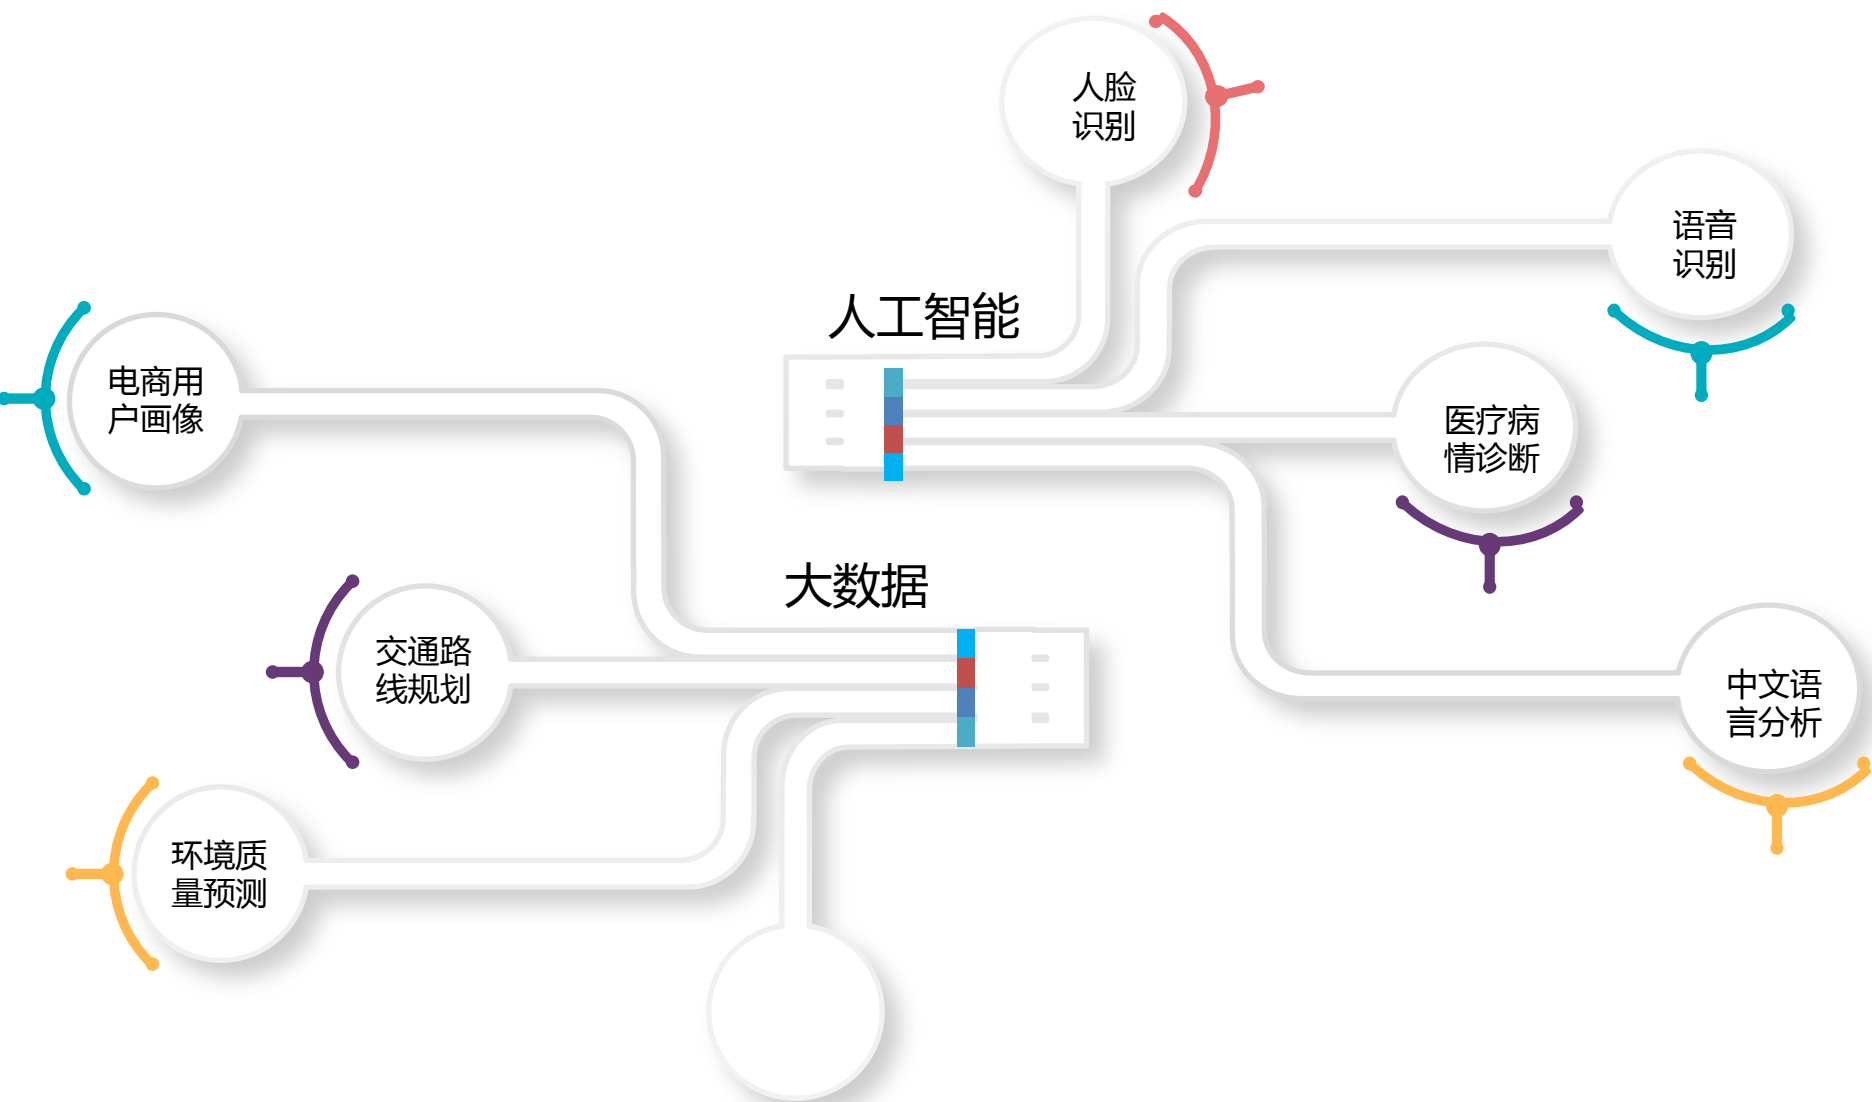 人脸
识别
语音
识别
人工智能
电商用
户画像
医疗病
情诊断
大数据
交通路
线规划
中文语
言分析
环境质
量预测